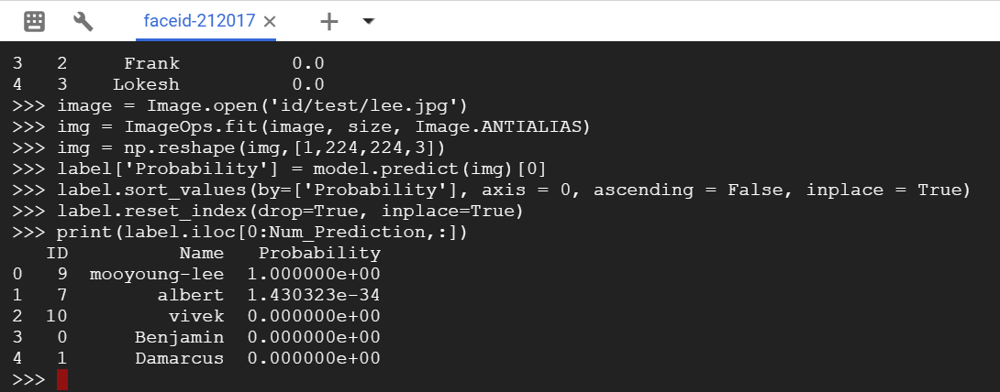 faceid-212017
3 2 Frank 0.0
4 3 Lokesh 0.0
>>> image = Image.open('id/test/lee.jpg')
>>> img = ImageOps.fit(image, size, Image.ANTIALIAS)
>>> img = np.reshape(img,[1,224,224,3])
>>> label['Probability'] = model.predict(img)[0]
>>> label.sort_values(by=['Probability'], axis = 0, ascending = False, inplace = True)
>>> label.reset_index(drop=True, inplace=True)
>>> print(label.iloc[0:Num_Prediction,:])
ID Name Probability
0 9 mooyoung-lee 1.000000e+00
1 7 albert 1.430323e-34
2 10 vivek 0.000000e+00
3 0 Benjamin 0.000000e+00
4 1 Damarcus 0.000000e+00
>>>